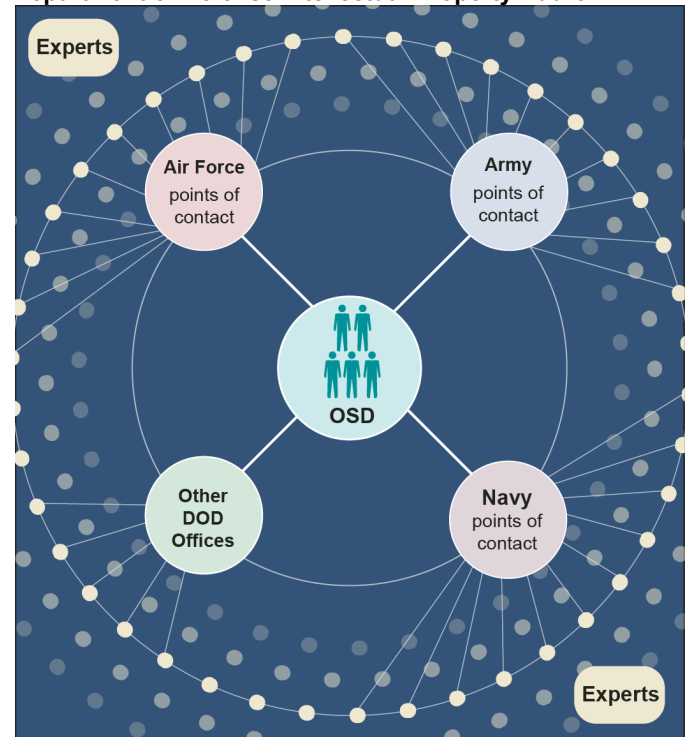 Experts
Air Force
points of
contact
Army
points of
contact
OSD
Other
DOD
Offices
Navy
points of
contact
Experts